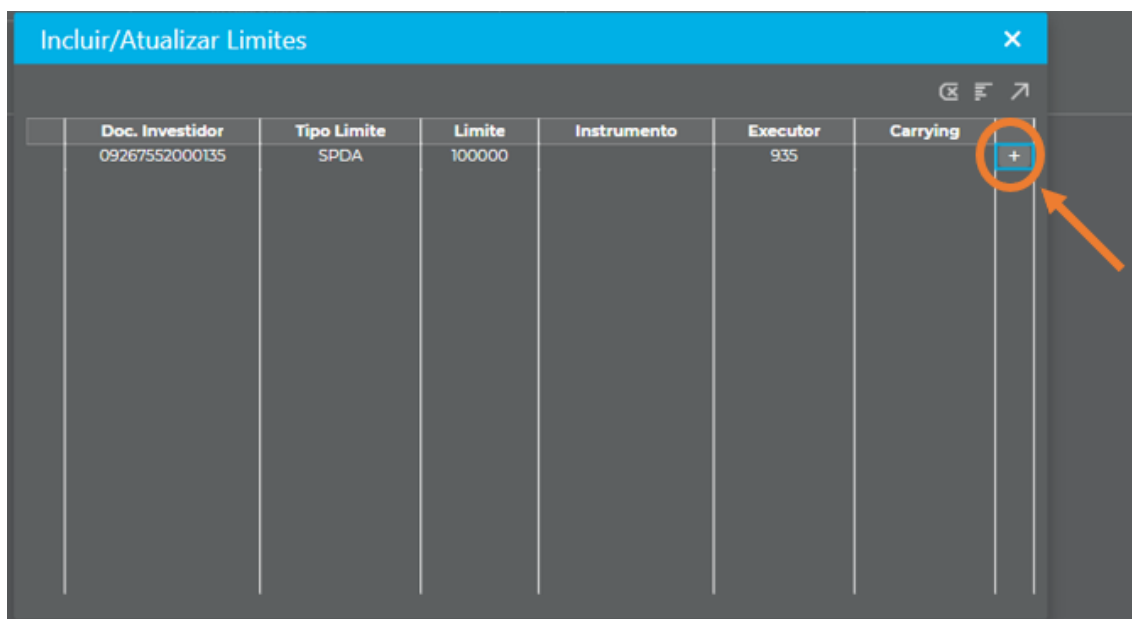 Incluir/Atualizar Limites
Doc. Investidor Tipo Limite Limite Instrumento Executor Carrying
09267552000135 SPDA 100000 935 +